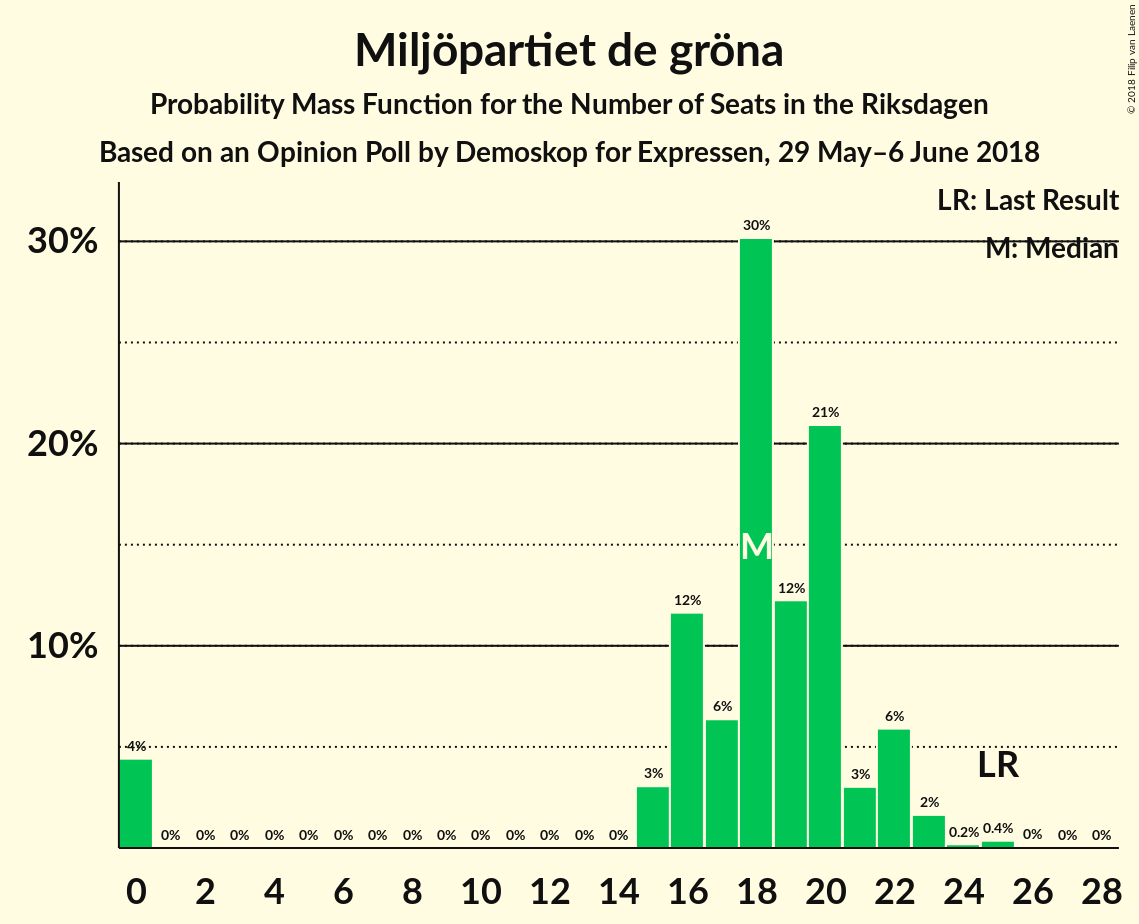 Miljöpartiet de gröna
Probability Mass Function for the Number of Seats in the Riksdagen
Based on an Opinion Poll by Demoskop for Expressen, 29 May–6 June 2018
© 2018 Filip van Laenen
LR: Last Result
M: Median
30%
20%
10%
4% 0% 0% 0% 0% 0% 0% 0% 0% 0% 0% 0% 0% 0% 0% 3% 12% 6% 30% 12% 21% 3% 6% 2% 0.2% 0.4% 0% 0% 0%
M
LR
0 2 4 6 8 10 12 14 16 18 20 22 24 26 28